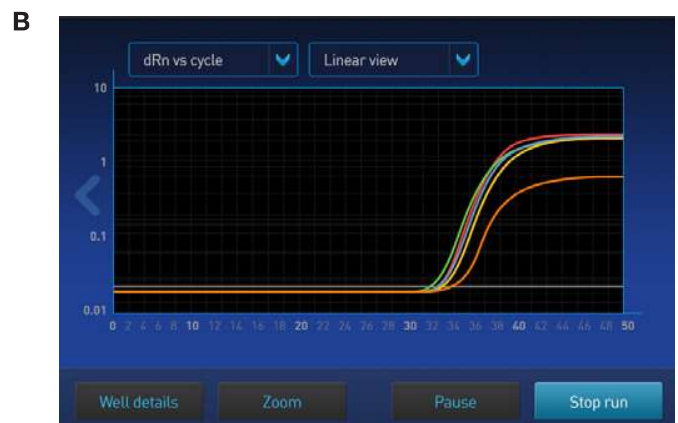 B
dRn vs cycle Linear view
10
1
0.1
0.01
0 2 4 6 8 10 12 14 16 18 20 22 24 26 28 30 32 34 36 38 40 42 44 46 48 50
Well details Zoom Pause Stop run